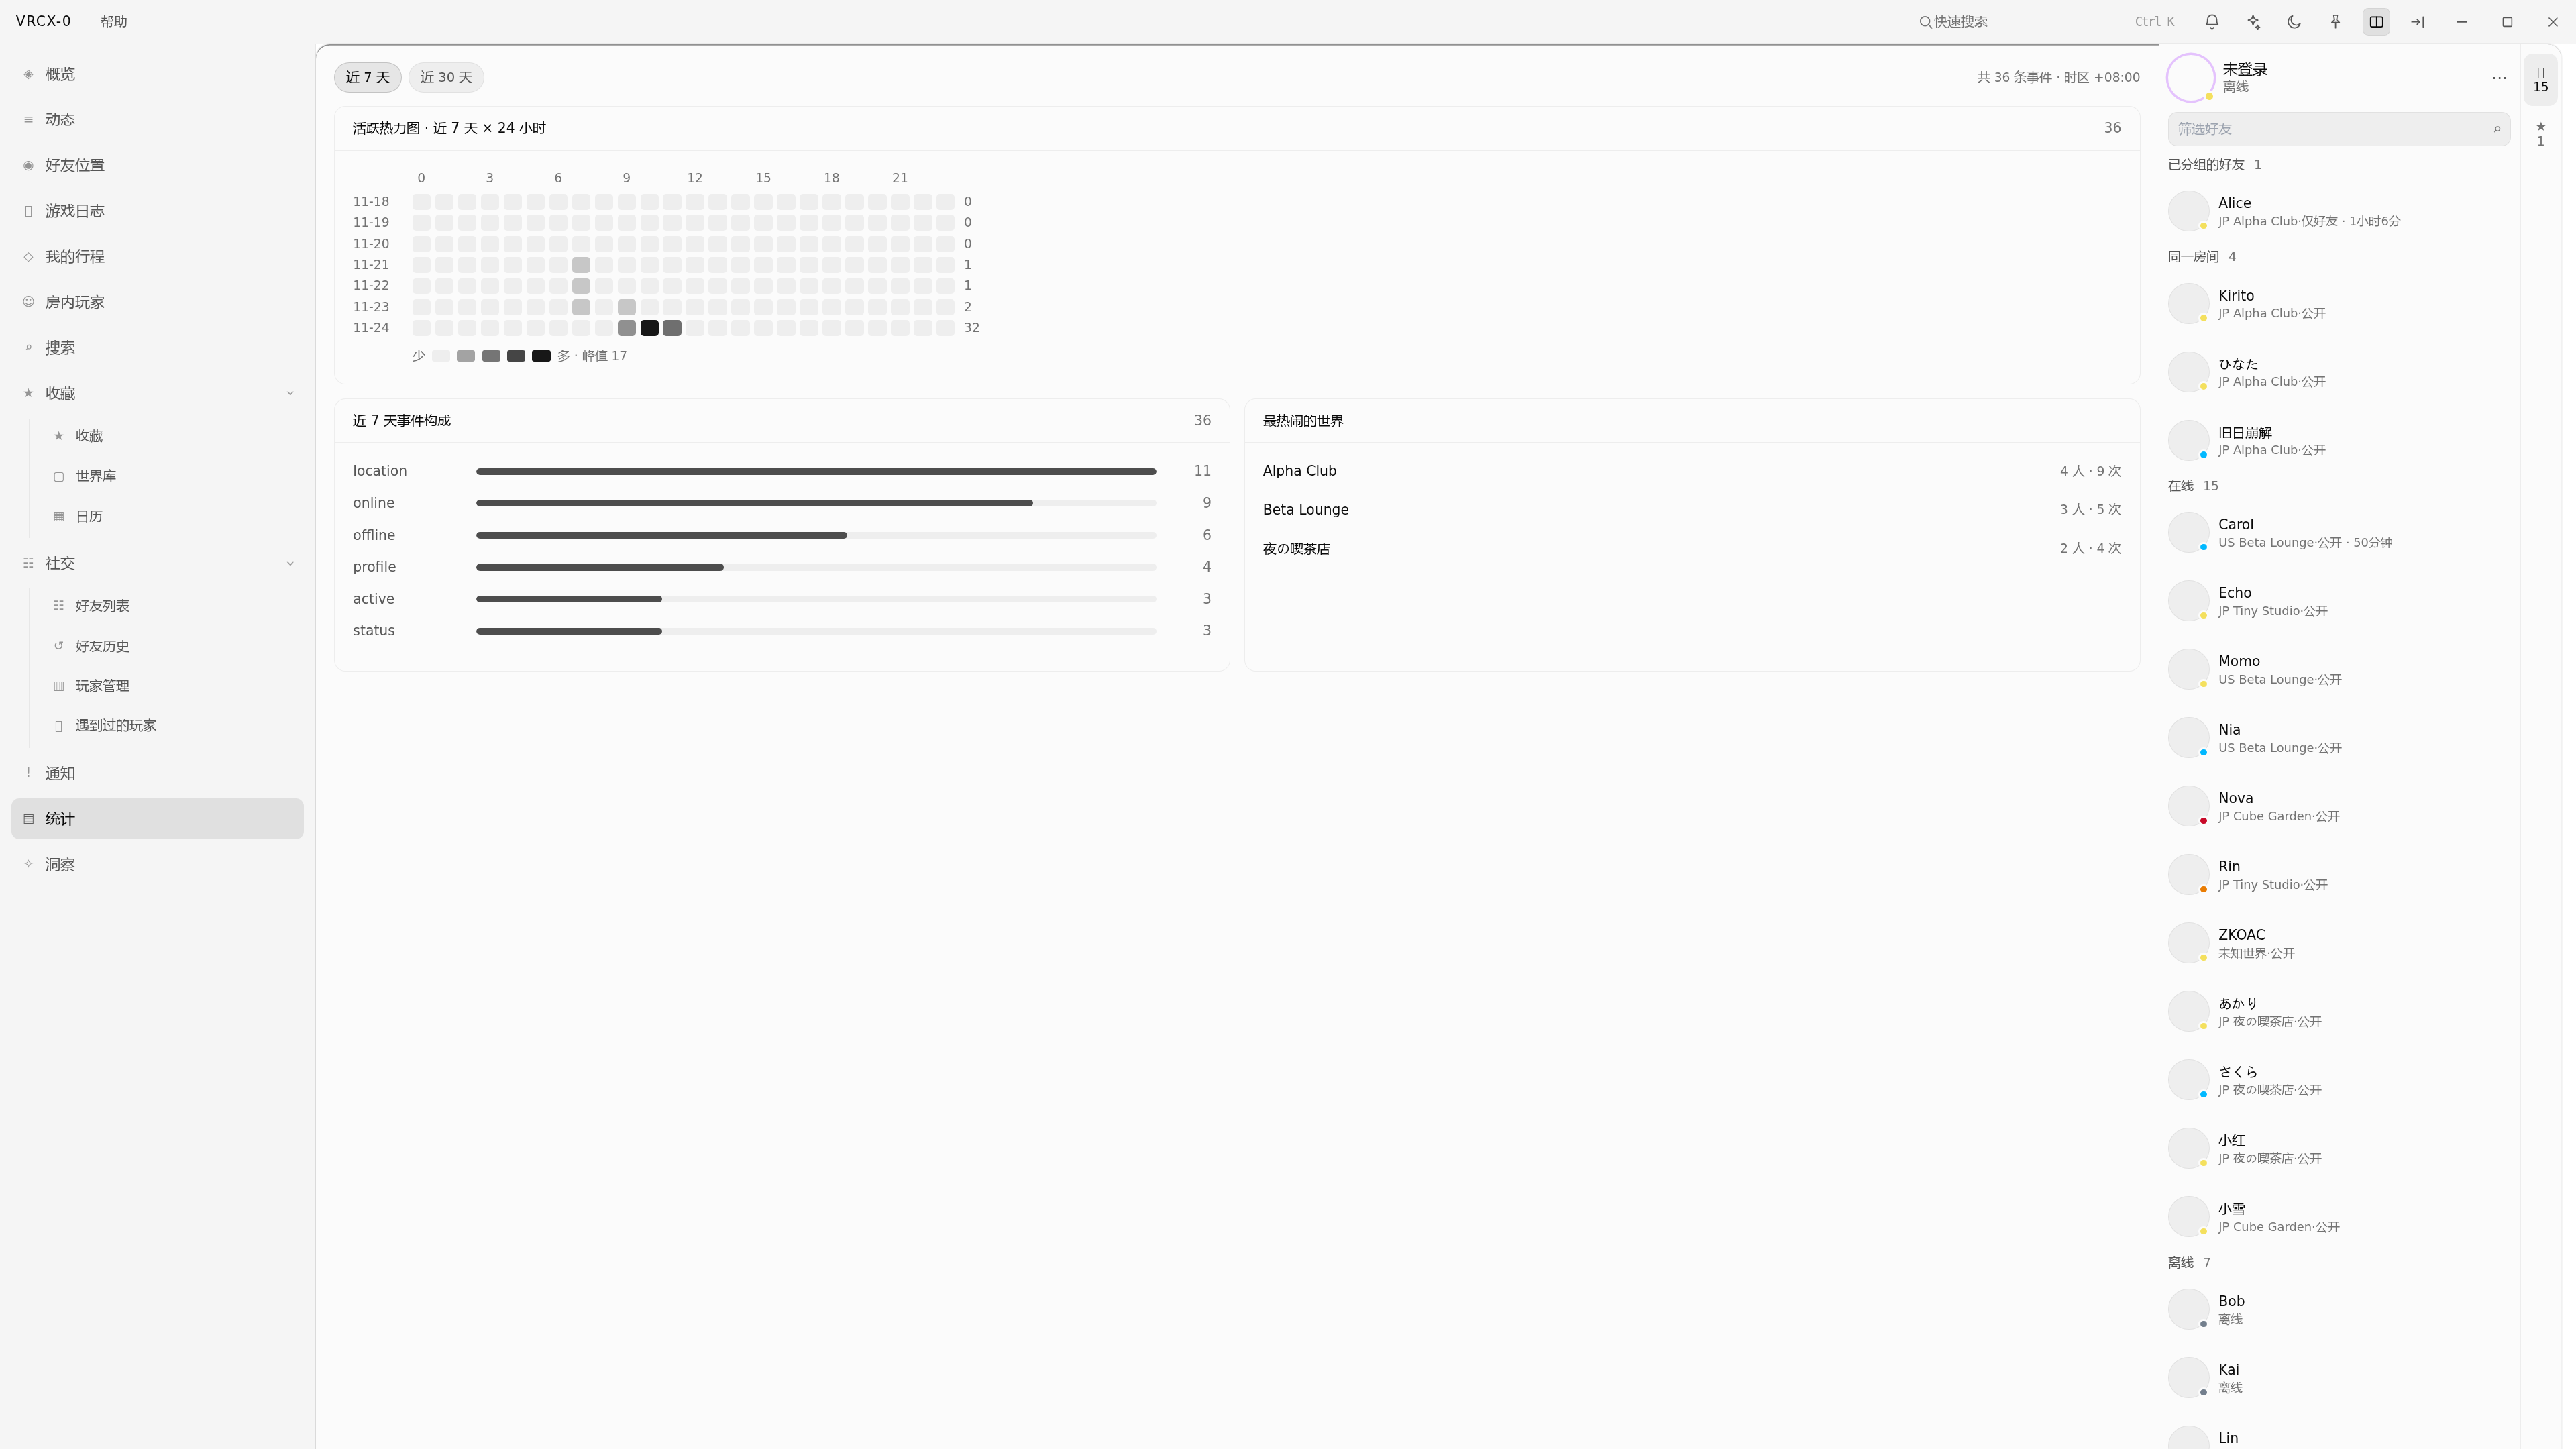 VRCX-0 帮助 快速搜索 Ctrl K
概览
动态
好友位置
游戏日志
我的行程
房内玩家
搜索
收藏
收藏
世界库
日历
社交
好友列表
好友历史
玩家管理
遇到过的玩家
通知
统计
洞察
近 7 天 近 30 天 共 36 条事件 · 时区 +08:00
活跃热力图 · 近 7 天 × 24 小时 36
0 3 6 9 12 15 18 21
11-18 0
11-19 0
11-20 0
11-21 1
11-22 1
11-23 2
11-24 32
少 多 · 峰值 17
近 7 天事件构成 36
location 11
online 9
offline 6
profile 4
active 3
status 3
最热闹的世界
Alpha Club 4 人 · 9 次
Beta Lounge 3 人 · 5 次
夜の喫茶店 2 人 · 4 次
未登录
离线
筛选好友
已分组的好友 1
Alice
JP Alpha Club·仅好友 · 1小时6分
同一房间 4
Kirito
JP Alpha Club·公开
ひなた
JP Alpha Club·公开
旧日崩解
JP Alpha Club·公开
在线 15
Carol
US Beta Lounge·公开 · 50分钟
Echo
JP Tiny Studio·公开
Momo
US Beta Lounge·公开
Nia
US Beta Lounge·公开
Nova
JP Cube Garden·公开
Rin
JP Tiny Studio·公开
ZKOAC
未知世界·公开
あかり
JP 夜の喫茶店·公开
さくら
JP 夜の喫茶店·公开
小红
JP 夜の喫茶店·公开
小雪
JP Cube Garden·公开
离线 7
Bob
离线
Kai
离线
Lin
15
1